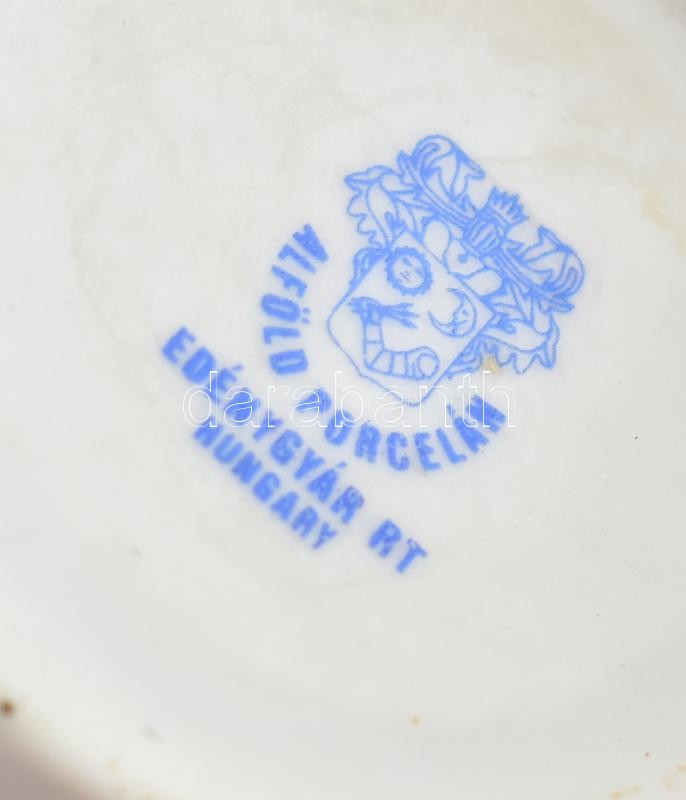 ALFÖLD PORCELÁN
EDÉNYGYÁR RT
HUNGARY
darabanth